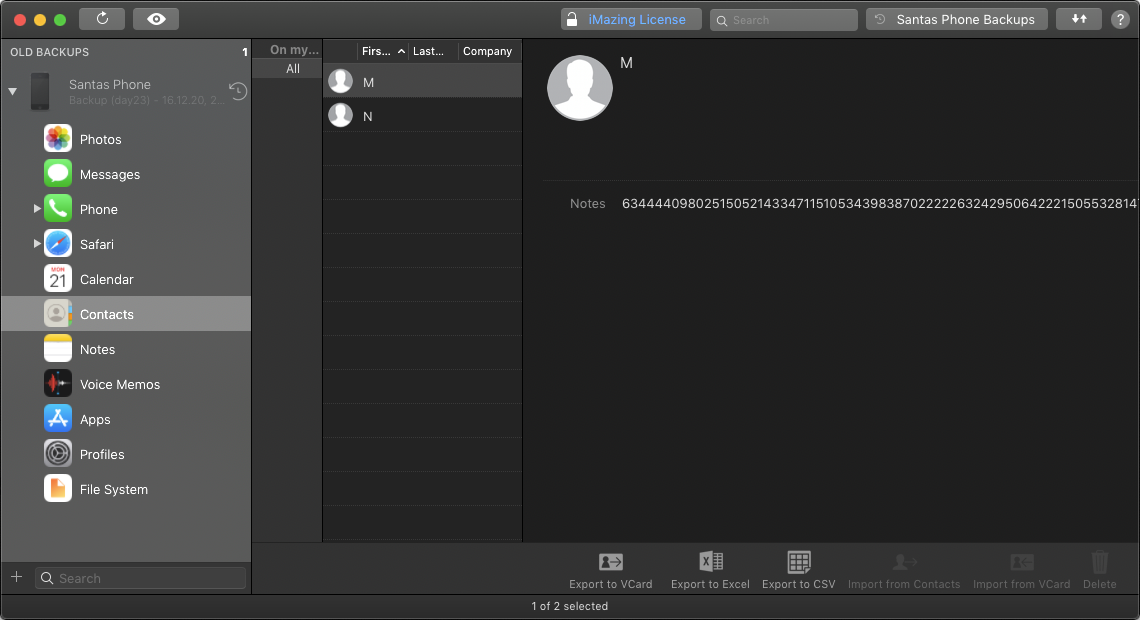 iMazing License
Search
Santas Phone Backups
?
OLD BACKUPS 1
Santas Phone
Backup (day23) - 16.12.20, 2...
Photos
Messages
Phone
Safari
MON
21
Calendar
Contacts
Notes
Voice Memos
Apps
Profiles
File System
+
Search
On my...
All
Firs... Last... Company
M
N
M
Notes 6344440980251505214334711510534398387022222632429506422215055328147
Export to VCard
Export to Excel
Export to CSV
Import from Contacts
Import from VCard
Delete
1 of 2 selected